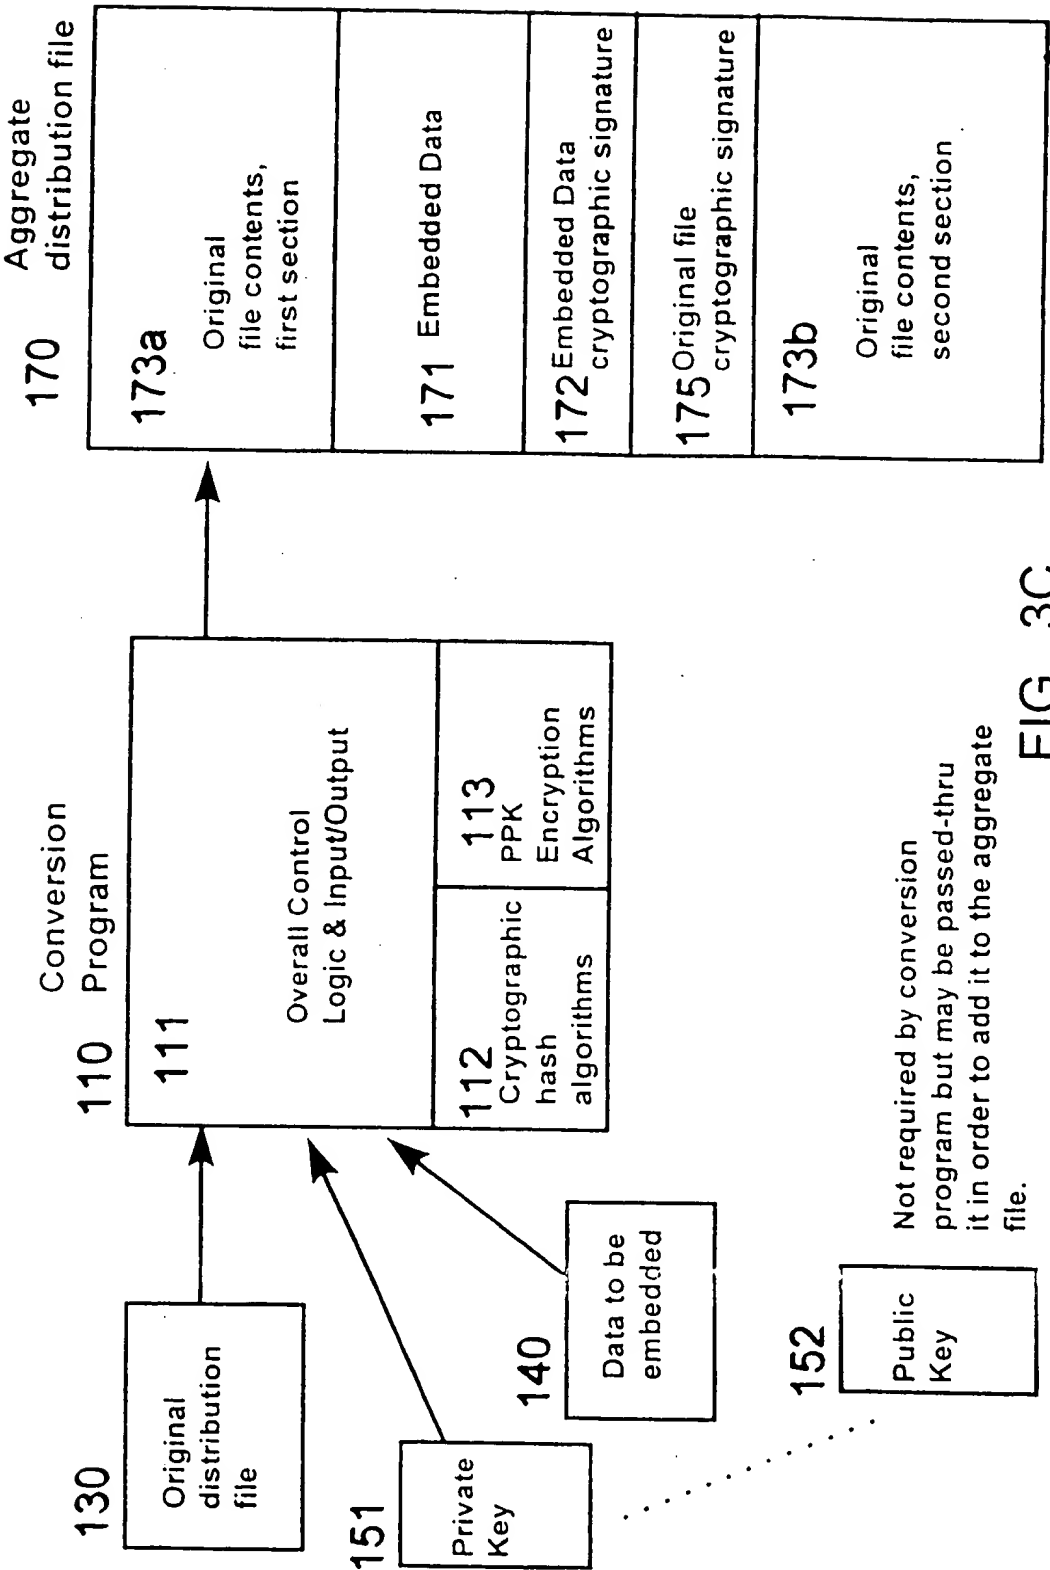 130
Original
distribution
file
151
Private
Key
140
Data to be
embedded
152
Public
Key
Not required by conversion
program but may be passed-thru
it in order to add it to the aggregate
file.
110
Conversion
Program
111
Overall Control
Logic & Input/Output
112
Cryptographic
hash
algorithms
113
PPK
Encryption
Algorithms
170
Aggregate
distribution file
173a
Original
file contents,
first section
171 Embedded Data
172 Embedded Data
cryptographic signature
175 Original file
cryptographic signature
173b
Original
file contents,
second section
FIG 3C